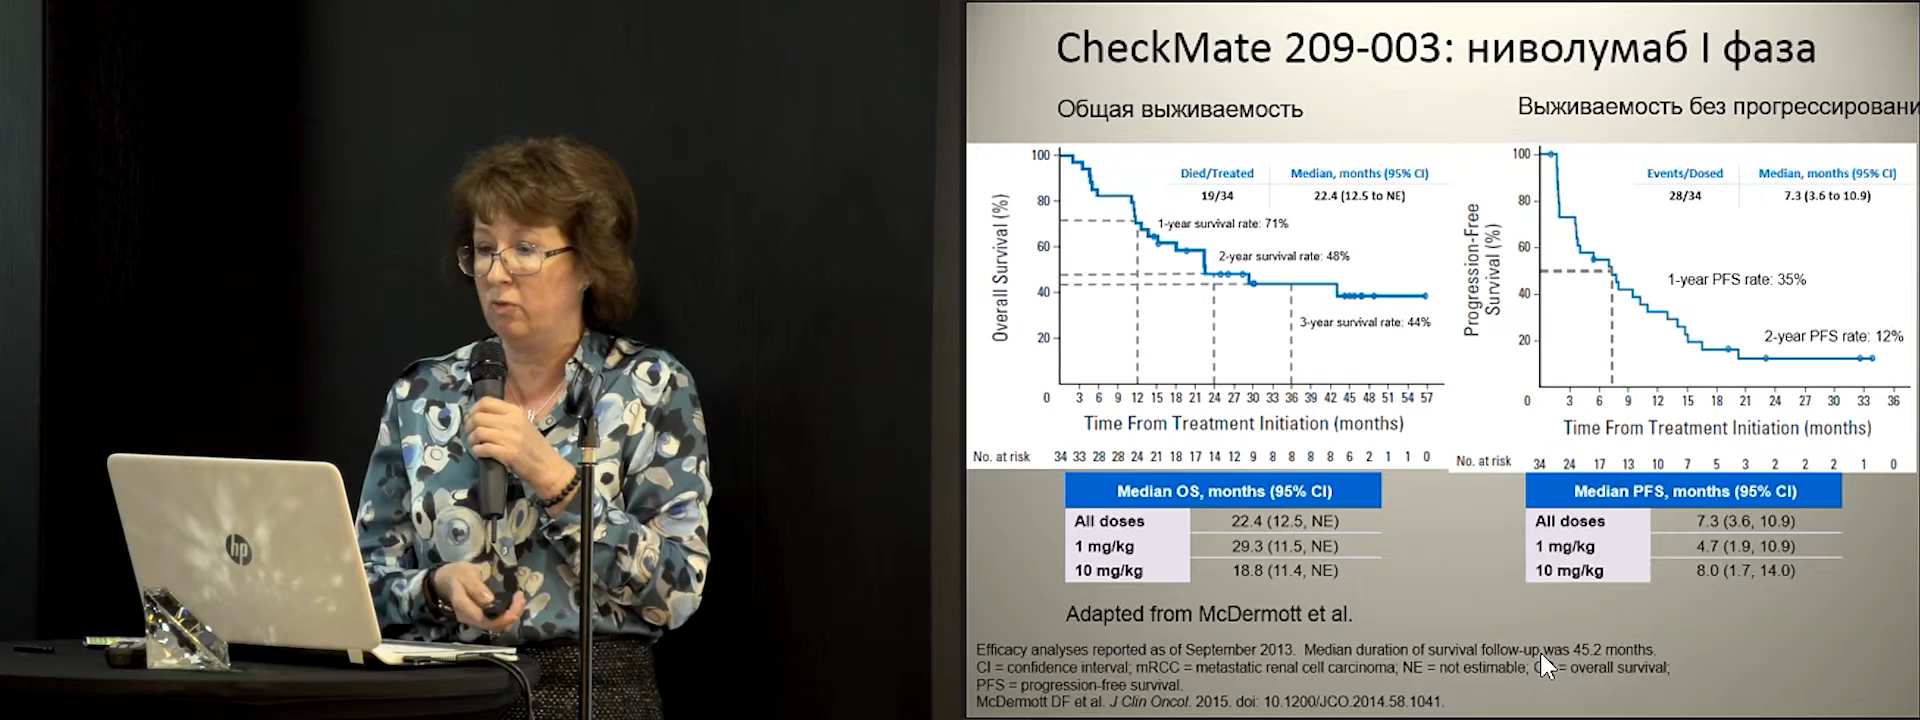 CheckMate 209-003: ниволумаб I фаза
Общая выживаемость
Выживаемость без прогрессировани
Overall Survival (%)
100
80
60
40
20
0
Died/Treated
Median, months (95% CI)
19/34
22.4 (12.5 to NE)
1-year survival rate: 71%
2-year survival rate: 48%
3-year survival rate: 44%
3 6 9 12 15 18 21 24 27 30 33 36 39 42 45 48 51 54 57
Time From Treatment Initiation (months)
No. at risk
34 33 28 28 24 21 18 17 14 12 9 8 8 8 8 6 2 1 1 0
Progression-Free
Survival (%)
100
80
60
40
20
0
Events/Dosed
Median, months (95% CI)
28/34
7.3 (3.6 to 10.9)
1-year PFS rate: 35%
2-year PFS rate: 12%
3 6 9 12 15 18 21 24 27 30 33 36
Time From Treatment Initiation (months)
No. at risk
34 24 17 13 10 7 5 3 2 2 2 1 0
Median OS, months (95% CI)
All doses 22.4 (12.5, NE)
1 mg/kg 29.3 (11.5, NE)
10 mg/kg 18.8 (11.4, NE)
Median PFS, months (95% CI)
All doses 7.3 (3.6, 10.9)
1 mg/kg 4.7 (1.9, 10.9)
10 mg/kg 8.0 (1.7, 14.0)
Adapted from McDermott et al.
Efficacy analyses reported as of September 2013. Median duration of survival follow-up was 45.2 months.
CI = confidence interval; mRCC = metastatic renal cell carcinoma; NE = not estimable; = overall survival;
PFS = progression-free survival.
McDermott DF et al. J Clin Oncol. 2015. doi: 10.1200/JCO.2014.58.1041.
hp